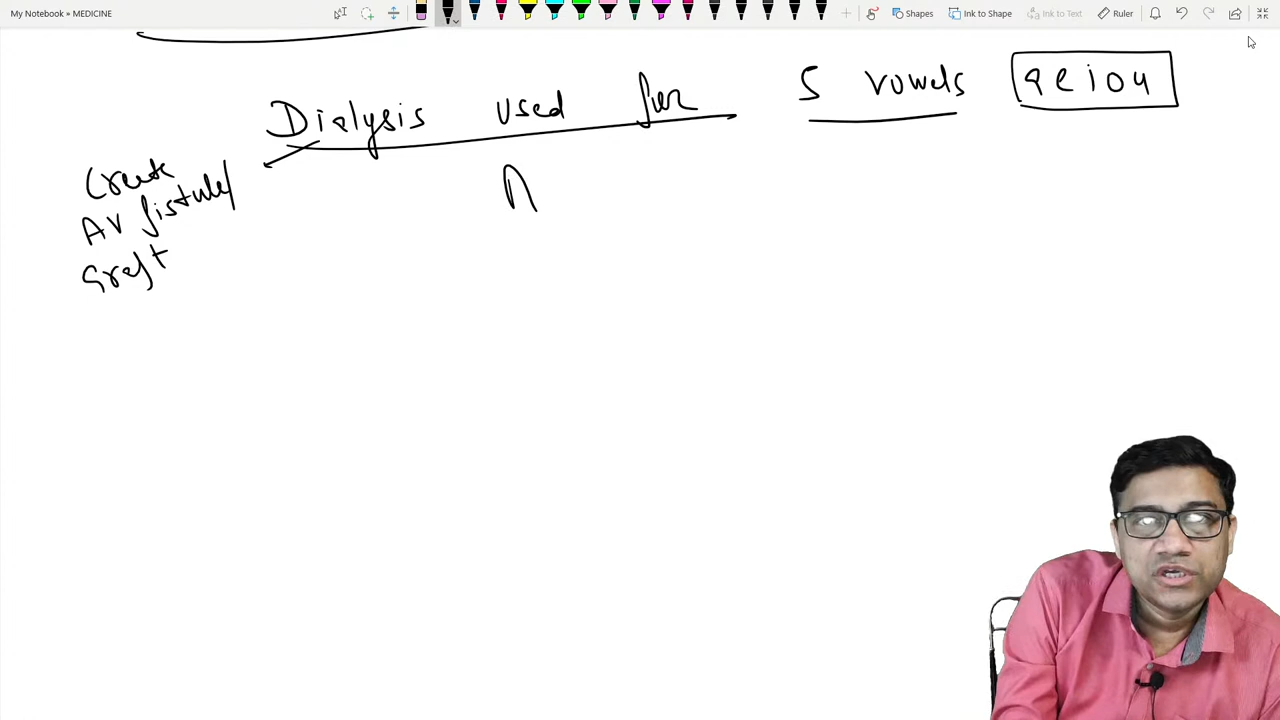 My Notebook » MEDICINE
Shapes Ink to Shape Ink to Text Ruler
Dialysis used for 5 vowels aeiou
Create
AV fistula/
Graft
A